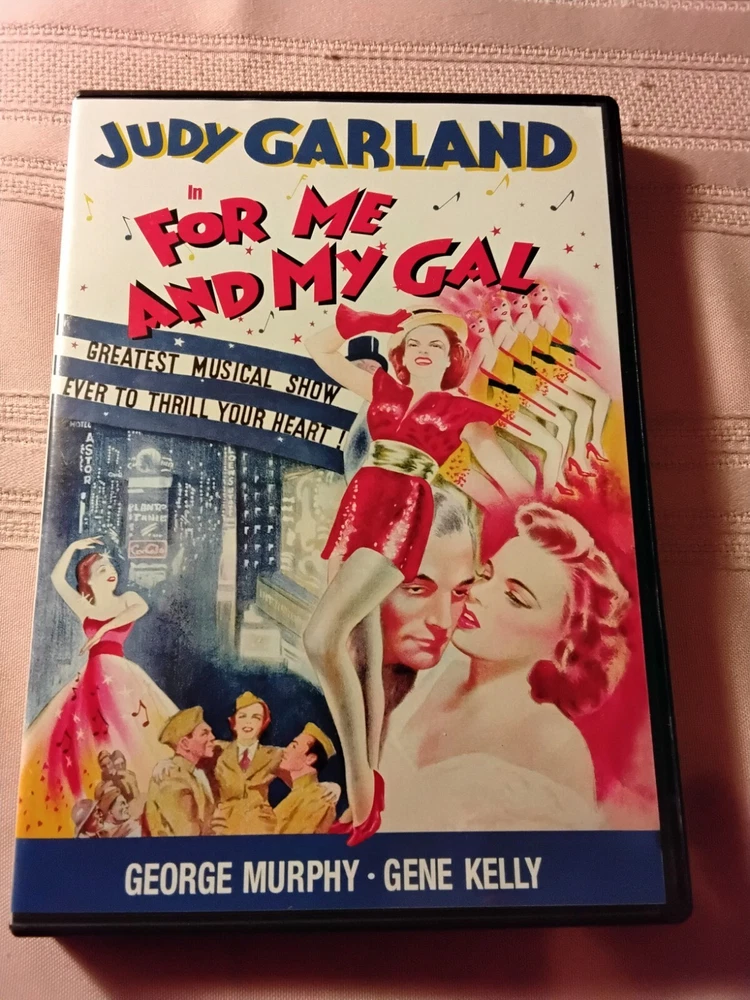 JUDY GARLAND
In
FOR ME
AND MY GAL
GREATEST MUSICAL SHOW
EVER TO THRILL YOUR HEART!
HOTEL
ASTOR
GEORGE MURPHY · GENE KELLY